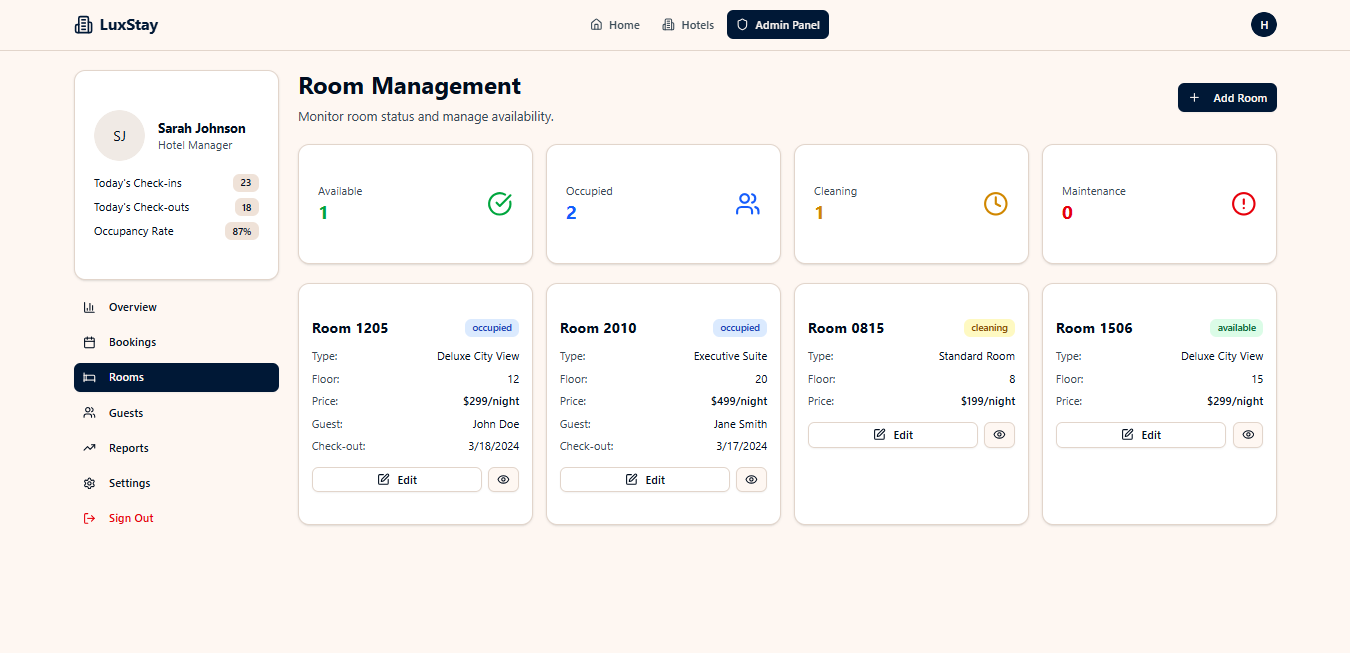 LuxStay
Home
Hotels
Admin Panel
H
SJ
Sarah Johnson
Hotel Manager
Today's Check-ins 23
Today's Check-outs 18
Occupancy Rate 87%
Overview
Bookings
Rooms
Guests
Reports
Settings
Sign Out
Room Management
Monitor room status and manage availability.
Add Room
Available
1
Occupied
2
Cleaning
1
Maintenance
0
Room 1205 occupied
Type: Deluxe City View
Floor: 12
Price: $299/night
Guest: John Doe
Check-out: 3/18/2024
Edit
Room 2010 occupied
Type: Executive Suite
Floor: 20
Price: $499/night
Guest: Jane Smith
Check-out: 3/17/2024
Edit
Room 0815 cleaning
Type: Standard Room
Floor: 8
Price: $199/night
Edit
Room 1506 available
Type: Deluxe City View
Floor: 15
Price: $299/night
Edit